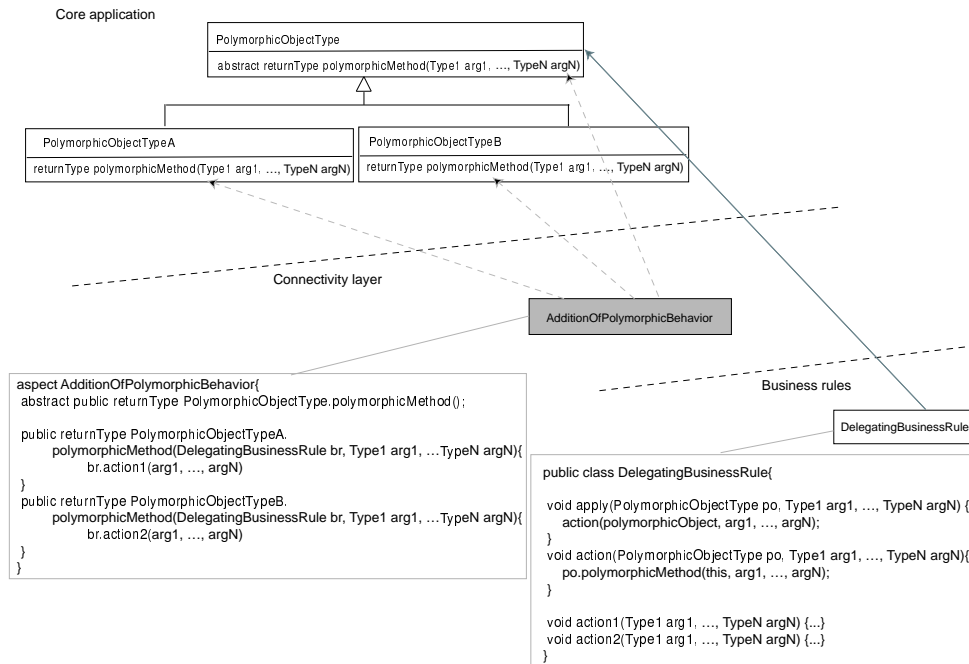 Core application
PolymorphicObjectType
abstract returnType polymorphicMethod(Type1 arg1, …, TypeN argN)
PolymorphicObjectTypeA
returnType polymorphicMethod(Type1 arg1, …, TypeN argN)
PolymorphicObjectTypeB
returnType polymorphicMethod(Type1 arg1, …, TypeN argN)
Connectivity layer
AdditionOfPolymorphicBehavior
Business rules
DelegatingBusinessRule
aspect AdditionOfPolymorphicBehavior{
abstract public returnType PolymorphicObjectType.polymorphicMethod();
public returnType PolymorphicObjectTypeA.
polymorphicMethod(DelegatingBusinessRule br, Type1 arg1, …TypeN argN){
br.action1(arg1, …, argN)
}
public returnType PolymorphicObjectTypeB.
polymorphicMethod(DelegatingBusinessRule br, Type1 arg1, …TypeN argN){
br.action2(arg1, …, argN)
}
}
public class DelegatingBusinessRule{
void apply(PolymorphicObjectType po, Type1 arg1, …, TypeN argN) {
action(polymorphicObject, arg1, …, argN);
}
void action(PolymorphicObjectType po, Type1 arg1, …, TypeN argN){
po.polymorphicMethod(this, arg1, …, argN);
}
void action1(Type1 arg1, …, TypeN argN) {...}
void action2(Type1 arg1, …, TypeN argN) {...}
}